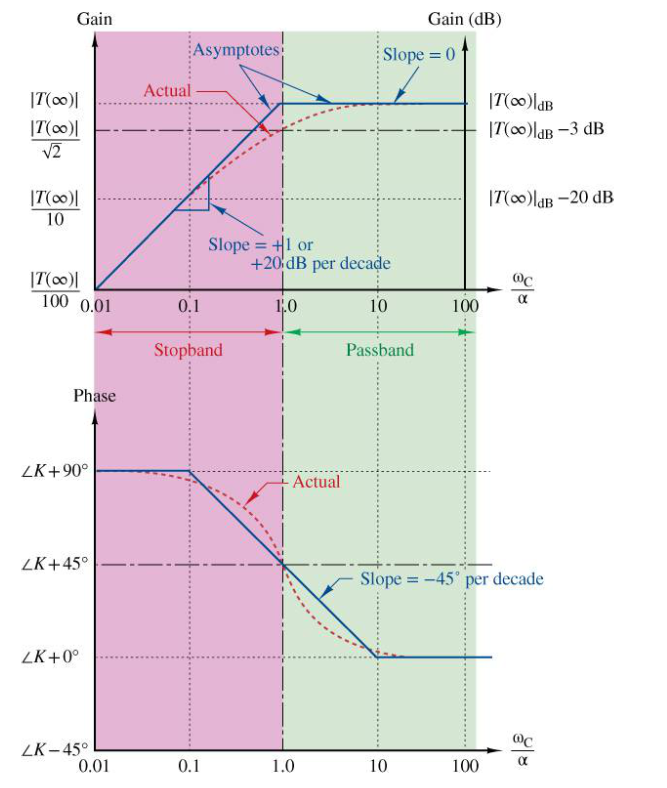 Gain
Gain (dB)
Asymptotes
Slope = 0
Actual
|T(∞)|
|T(∞)|dB
|T(∞)|
√2
|T(∞)|dB −3 dB
|T(∞)|
10
|T(∞)|dB −20 dB
Slope = +1 or
+20 dB per decade
|T(∞)|
100
0.01
0.1
1.0
10
100
ωC
α
Stopband
Passband
Phase
∠K+90°
Actual
∠K+45°
Slope = −45° per decade
∠K+0°
∠K−45°
0.01
0.1
1.0
10
100
ωC
α